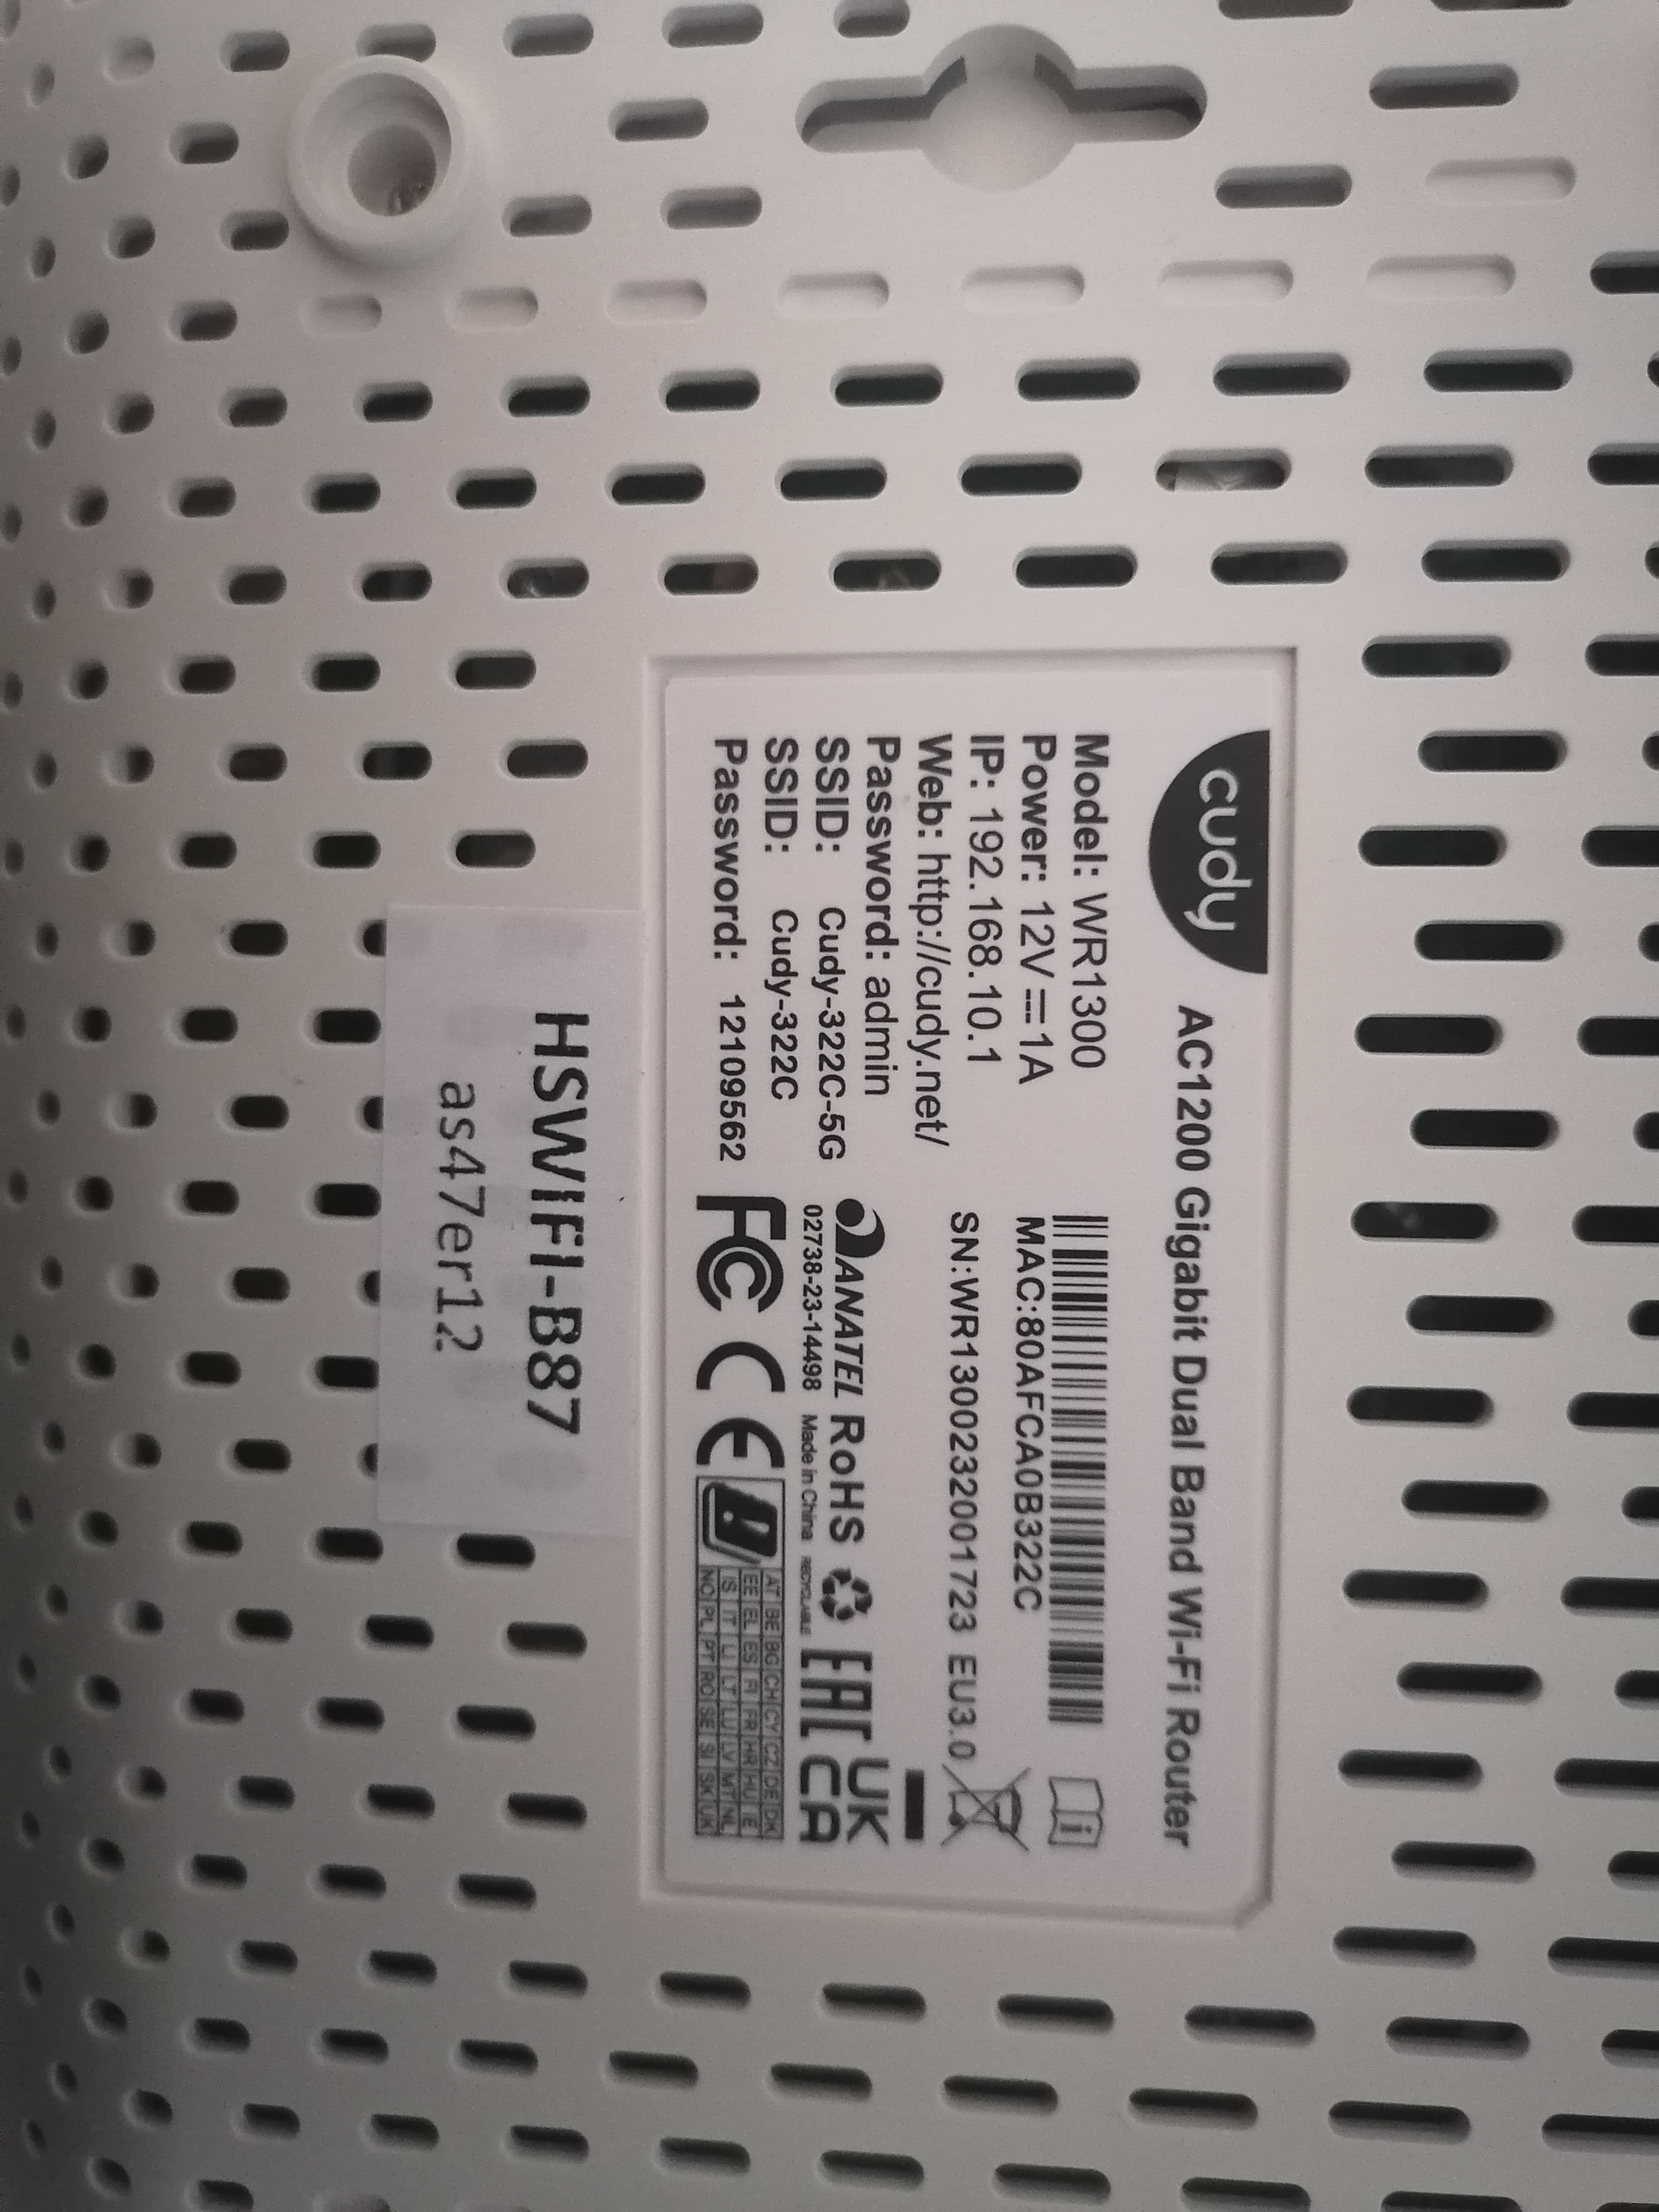 cudy
AC1200 Gigabit Dual Band Wi-Fi Router
Model: WR1300
Power: 12V⎓1A
IP: 192.168.10.1
Web: http://cudy.net/
Password: admin
SSID: Cudy-322C-5G
SSID: Cudy-322C
Password: 12109562
MAC:80AFCA0B322C
SN:WR1300232001723 EU3.0
i
ANATEL RoHS
02738-23-14498 Made in China RECYCLABLE
EAC
UK
CA
FC CE
AT BE BG CH CY CZ DE DK
EE EL ES FI FR HR HU IE
IS IT LI LT LU LV MT NL
NO PL PT RO SE SI SK UK
HSWIFI-B87
as47er12